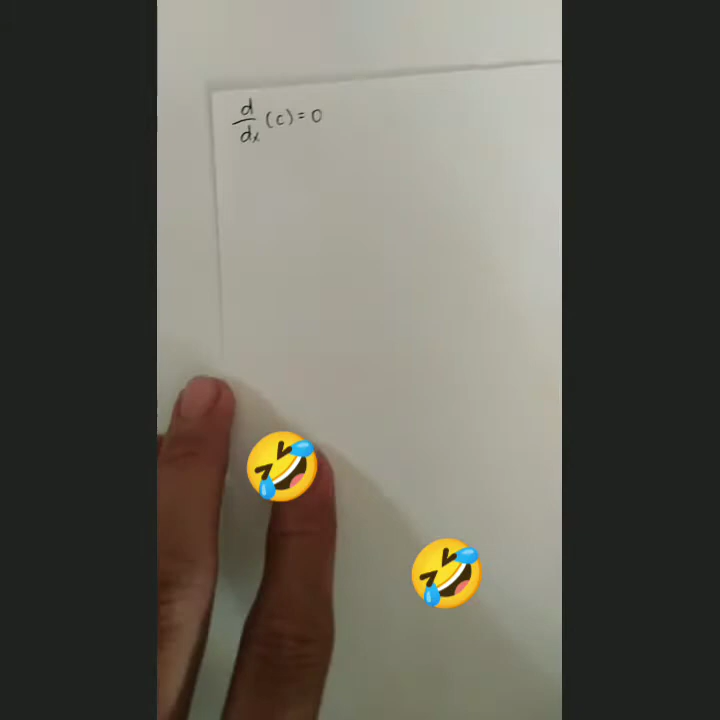 d/dx (c) = 0